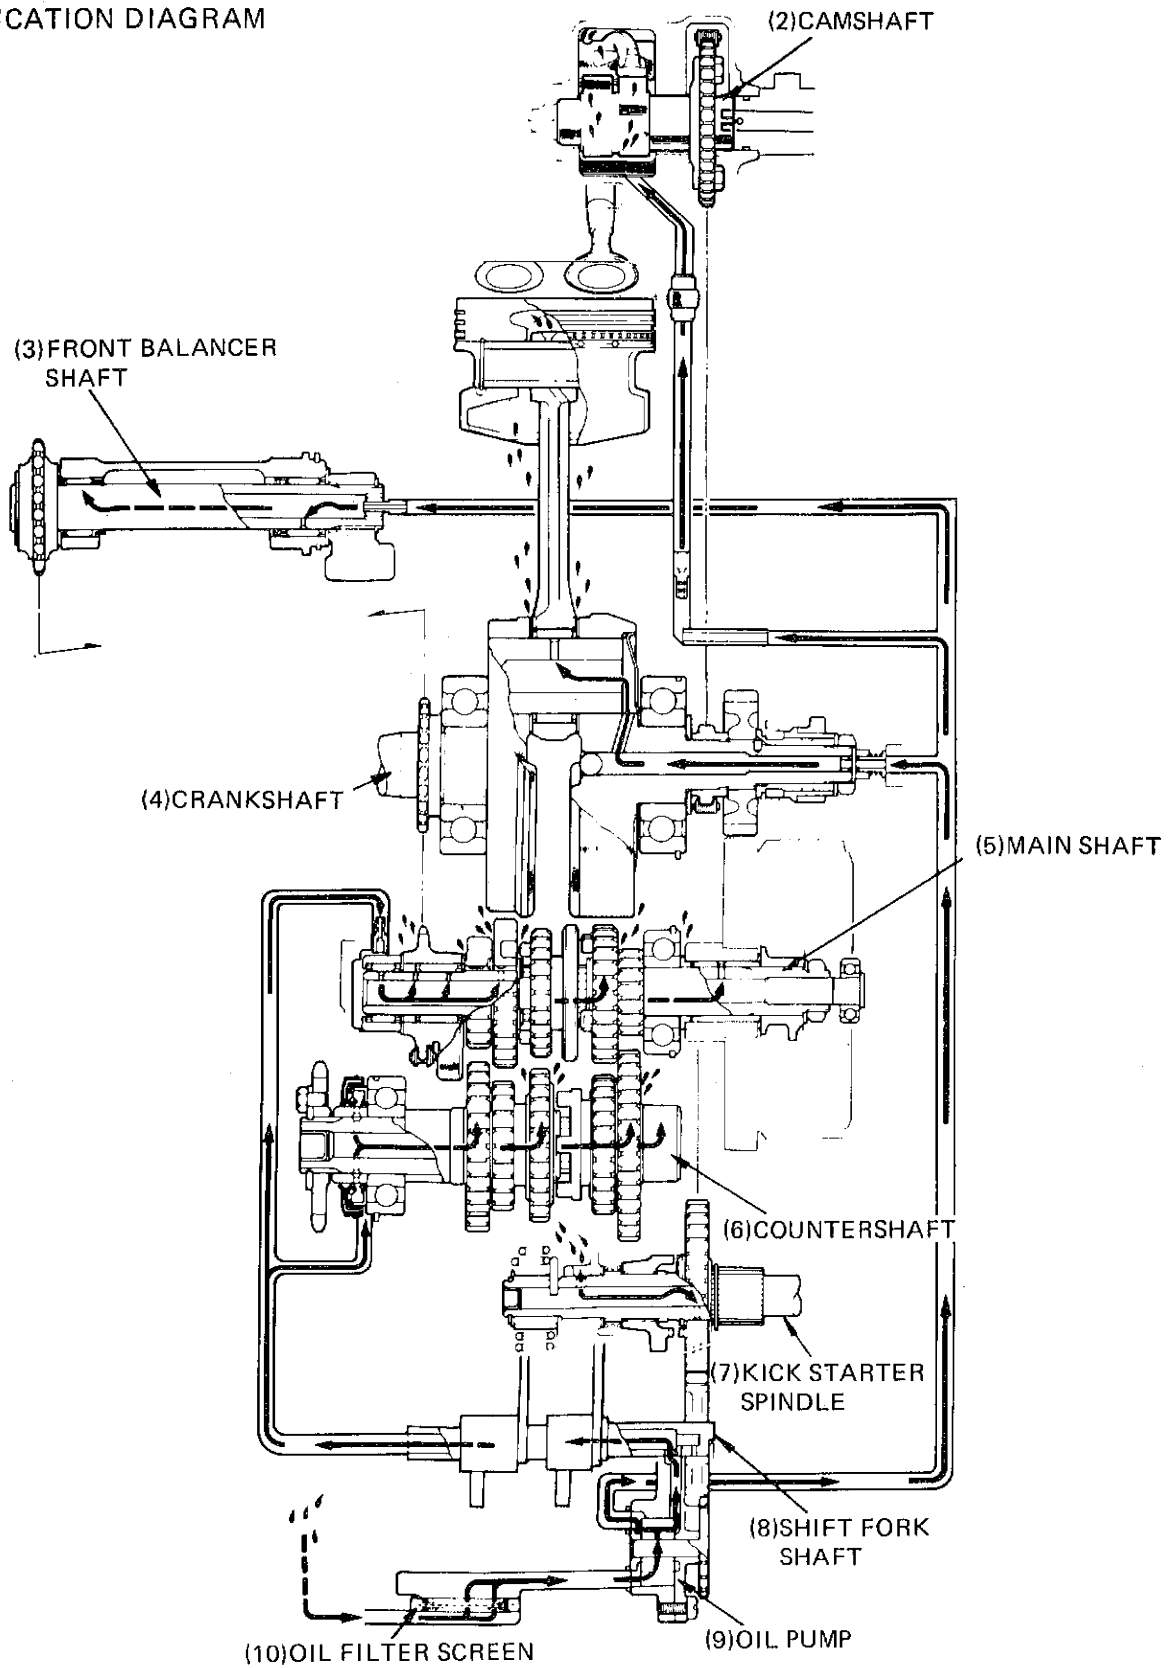 CATION DIAGRAM
(2)CAMSHAFT
(3)FRONT BALANCER
SHAFT
(4)CRANKSHAFT
(5)MAIN SHAFT
(6)COUNTERSHAFT
(7)KICK STARTER
SPINDLE
(8)SHIFT FORK
SHAFT
(9)OIL PUMP
(10)OIL FILTER SCREEN